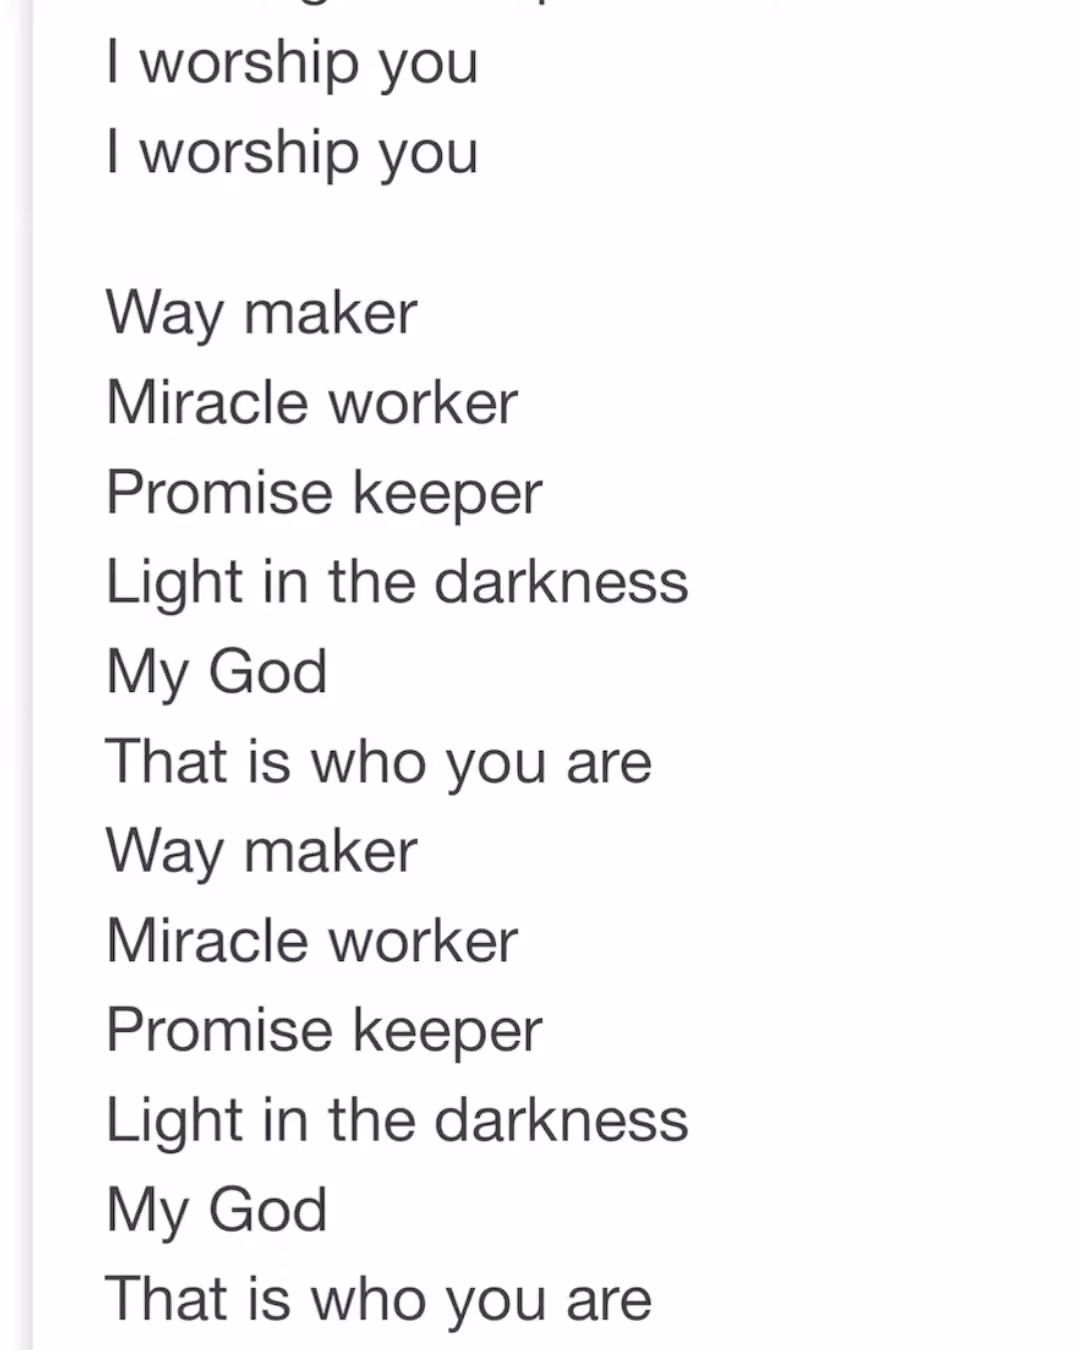 I worship you
I worship you
Way maker
Miracle worker
Promise keeper
Light in the darkness
My God
That is who you are
Way maker
Miracle worker
Promise keeper
Light in the darkness
My God
That is who you are